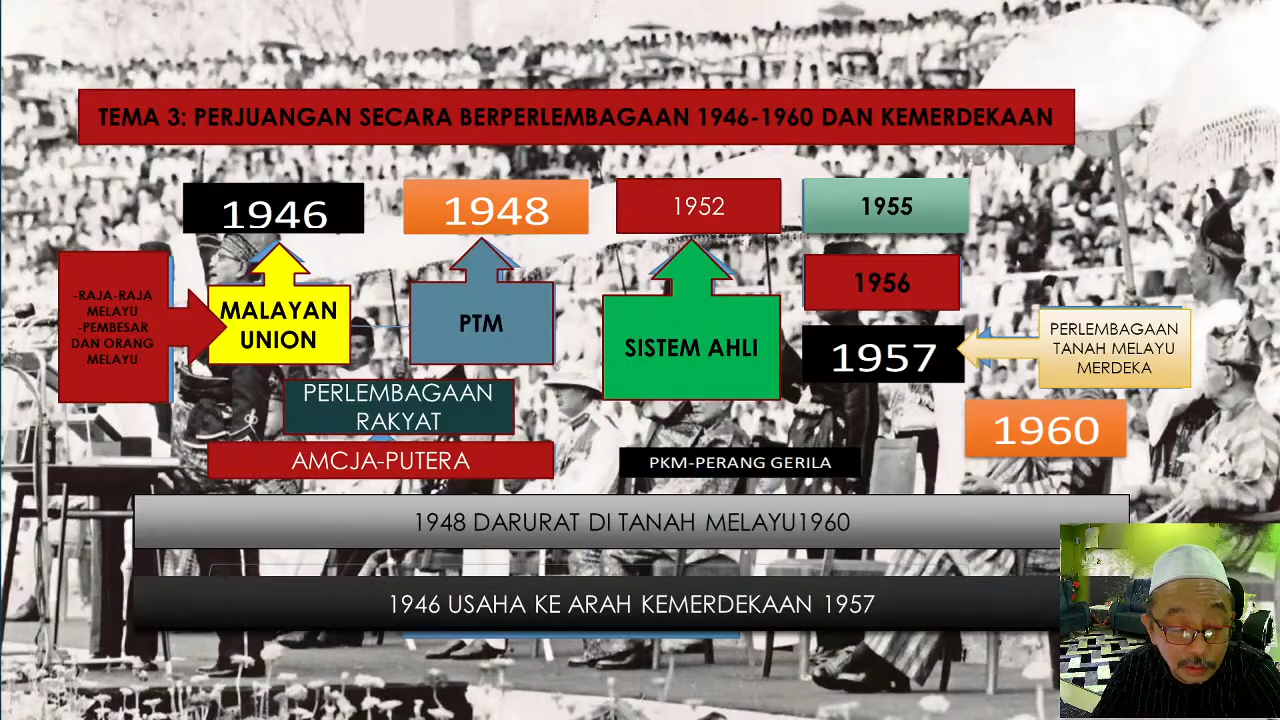 TEMA 3: PERJUANGAN SECARA BERPERLEMBAGAAN 1946-1960 DAN KEMERDEKAAN
1946
1948
1952
1955
1956
1957
1960
-RAJA-RAJA
MELAYU
-PEMBESAR
DAN ORANG
MELAYU
MALAYAN
UNION
PTM
SISTEM AHLI
PERLEMBAGAAN
TANAH MELAYU
MERDEKA
PERLEMBAGAAN
RAKYAT
AMCJA-PUTERA
PKM-PERANG GERILA
1948 DARURAT DI TANAH MELAYU1960
1946 USAHA KE ARAH KEMERDEKAAN 1957